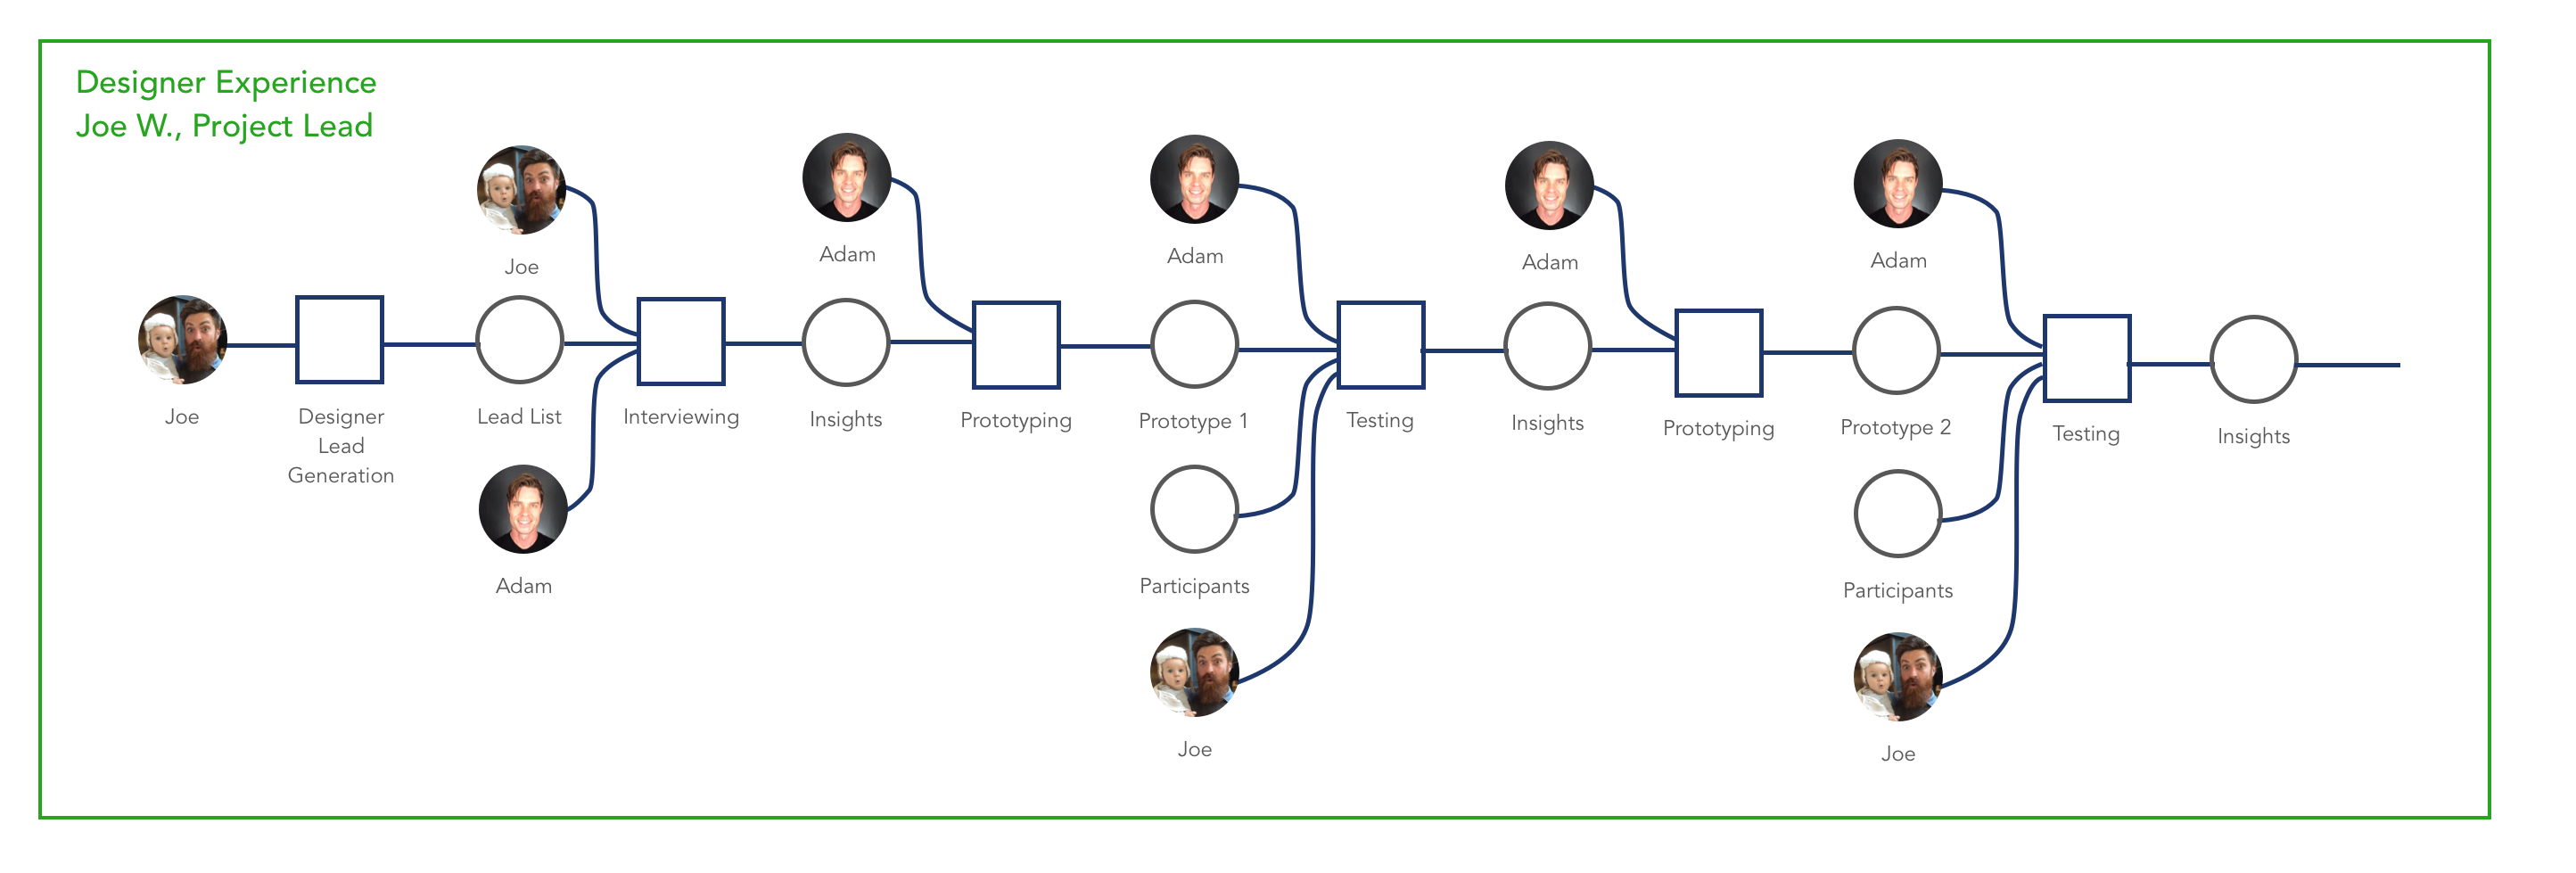 Designer Experience
Joe W., Project Lead
Joe
Adam
Adam
Adam
Adam
Joe
Designer
Lead
Generation
Lead List
Interviewing
Insights
Prototyping
Prototype 1
Testing
Insights
Prototyping
Prototype 2
Testing
Insights
Adam
Participants
Participants
Joe
Joe